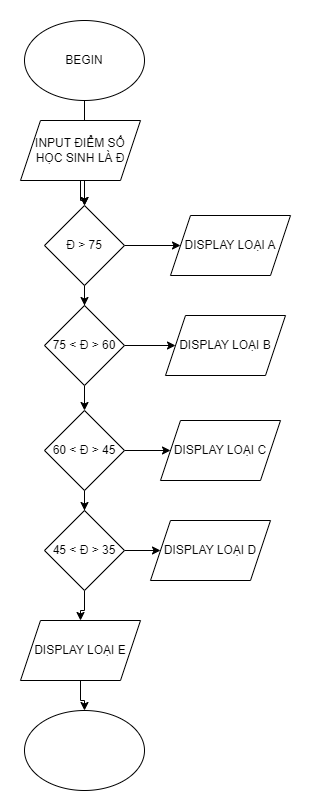 BEGIN
INPUT ĐIỂM SỐ
HỌC SINH LÀ Đ
Đ > 75
DISPLAY LOẠI A
75 < Đ > 60
DISPLAY LOẠI B
60 < Đ > 45
DISPLAY LOẠI C
45 < Đ > 35
DISPLAY LOẠI D
DISPLAY LOẠI E